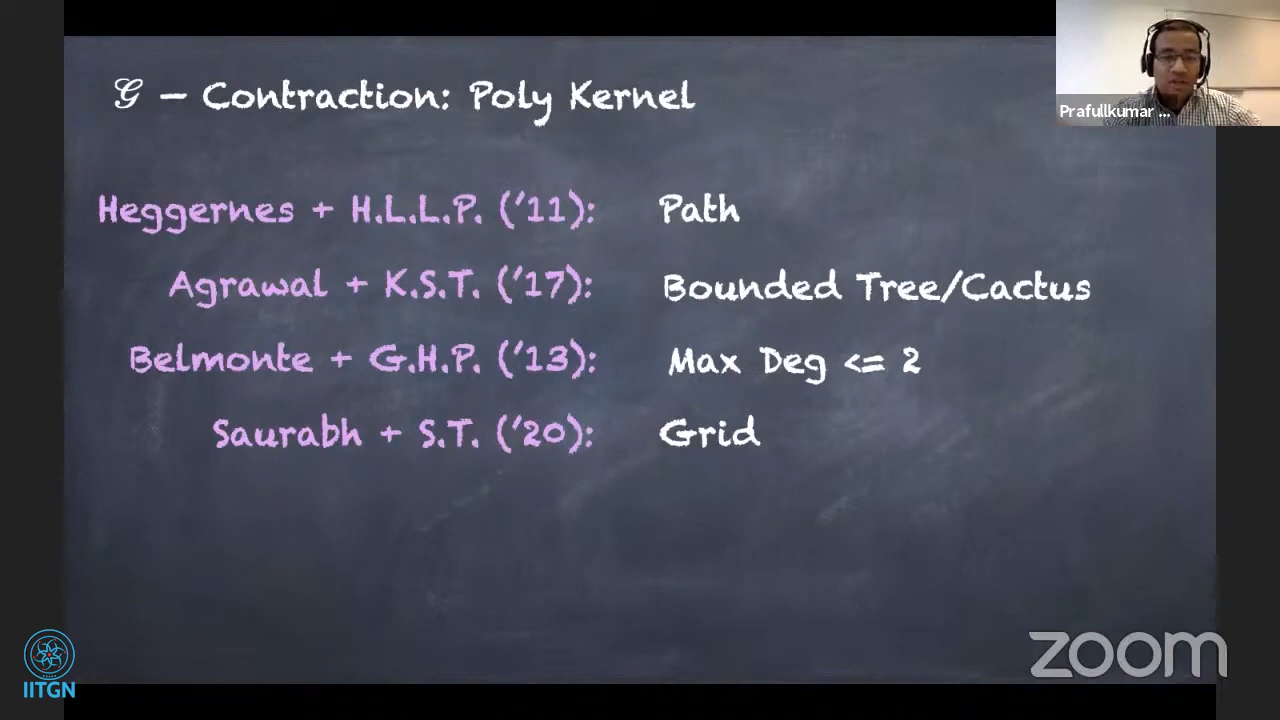 𝒢 – Contraction: Poly Kernel
Prafullkumar ...
Heggernes + H.L.L.P. ('11): Path
Agrawal + K.S.T. ('17): Bounded Tree/Cactus
Belmonte + G.H.P. ('13): Max Deg <= 2
Saurabh + S.T. ('20): Grid
zoom
IITGN